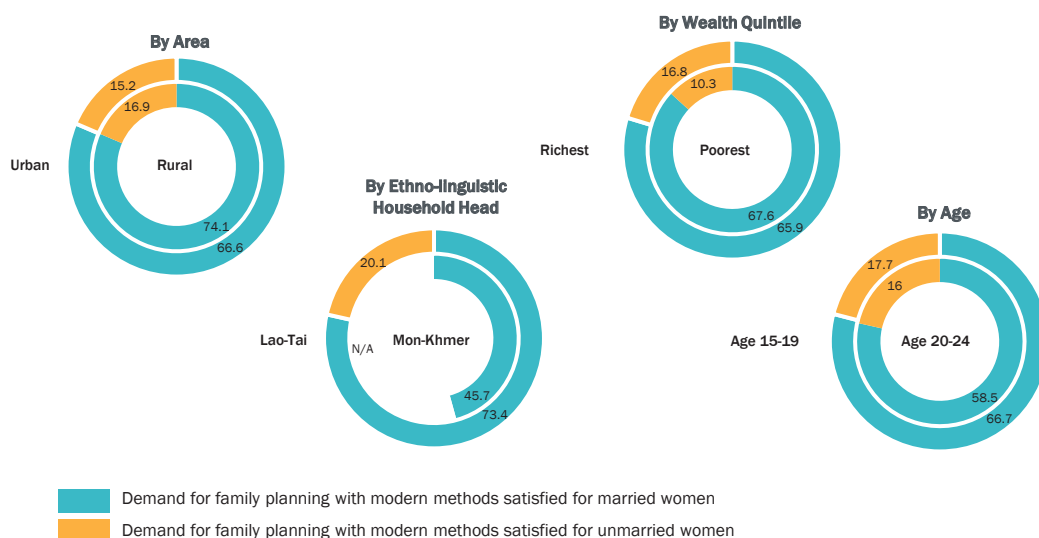 By Area
15.2
16.9
Urban
Rural
74.1
66.6
By Ethno-linguistic
Household Head
20.1
Lao-Tai
N/A
Mon-Khmer
45.7
73.4
By Wealth Quintile
16.8
10.3
Richest
Poorest
67.6
65.9
By Age
17.7
16
Age 15-19
Age 20-24
58.5
66.7
Demand for family planning with modern methods satisfied for married women
Demand for family planning with modern methods satisfied for unmarried women